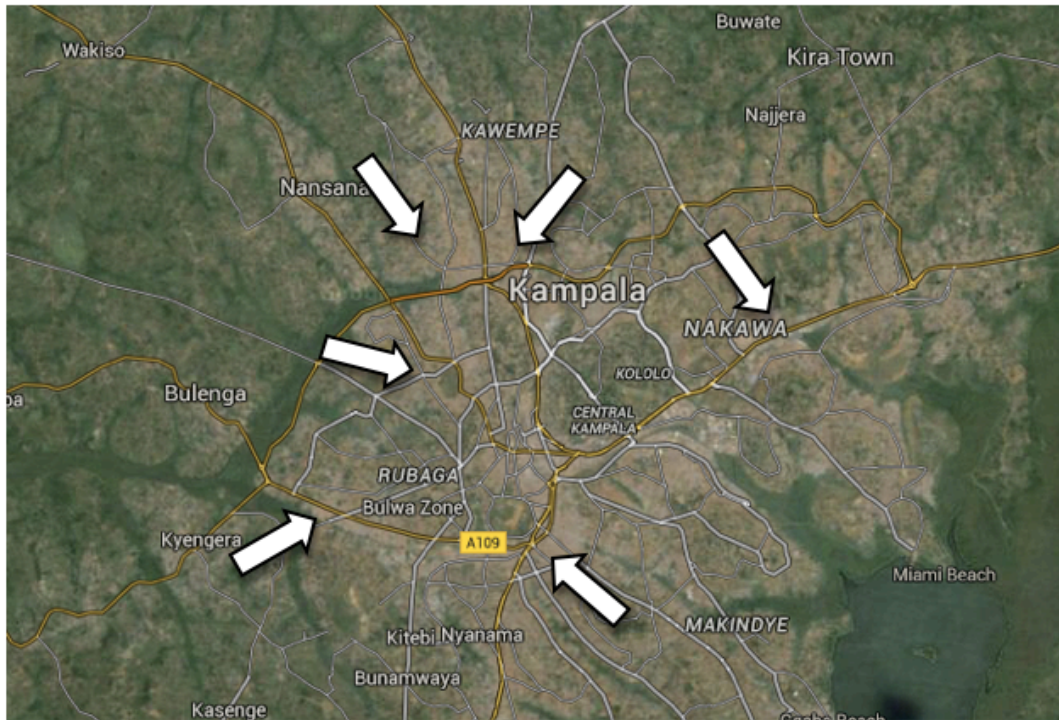 Buwate
Wakiso
Kira Town
Najjera
KAWEMPE
Nansana
Kampala
NAKAWA
KOLOLO
Bulenga
CENTRAL
KAMPALA
RUBAGA
Bulwa Zone
Kyengera
A109
Miami Beach
MAKINDYE
Kitebi Nyanama
Bunamwaya
Kasenge